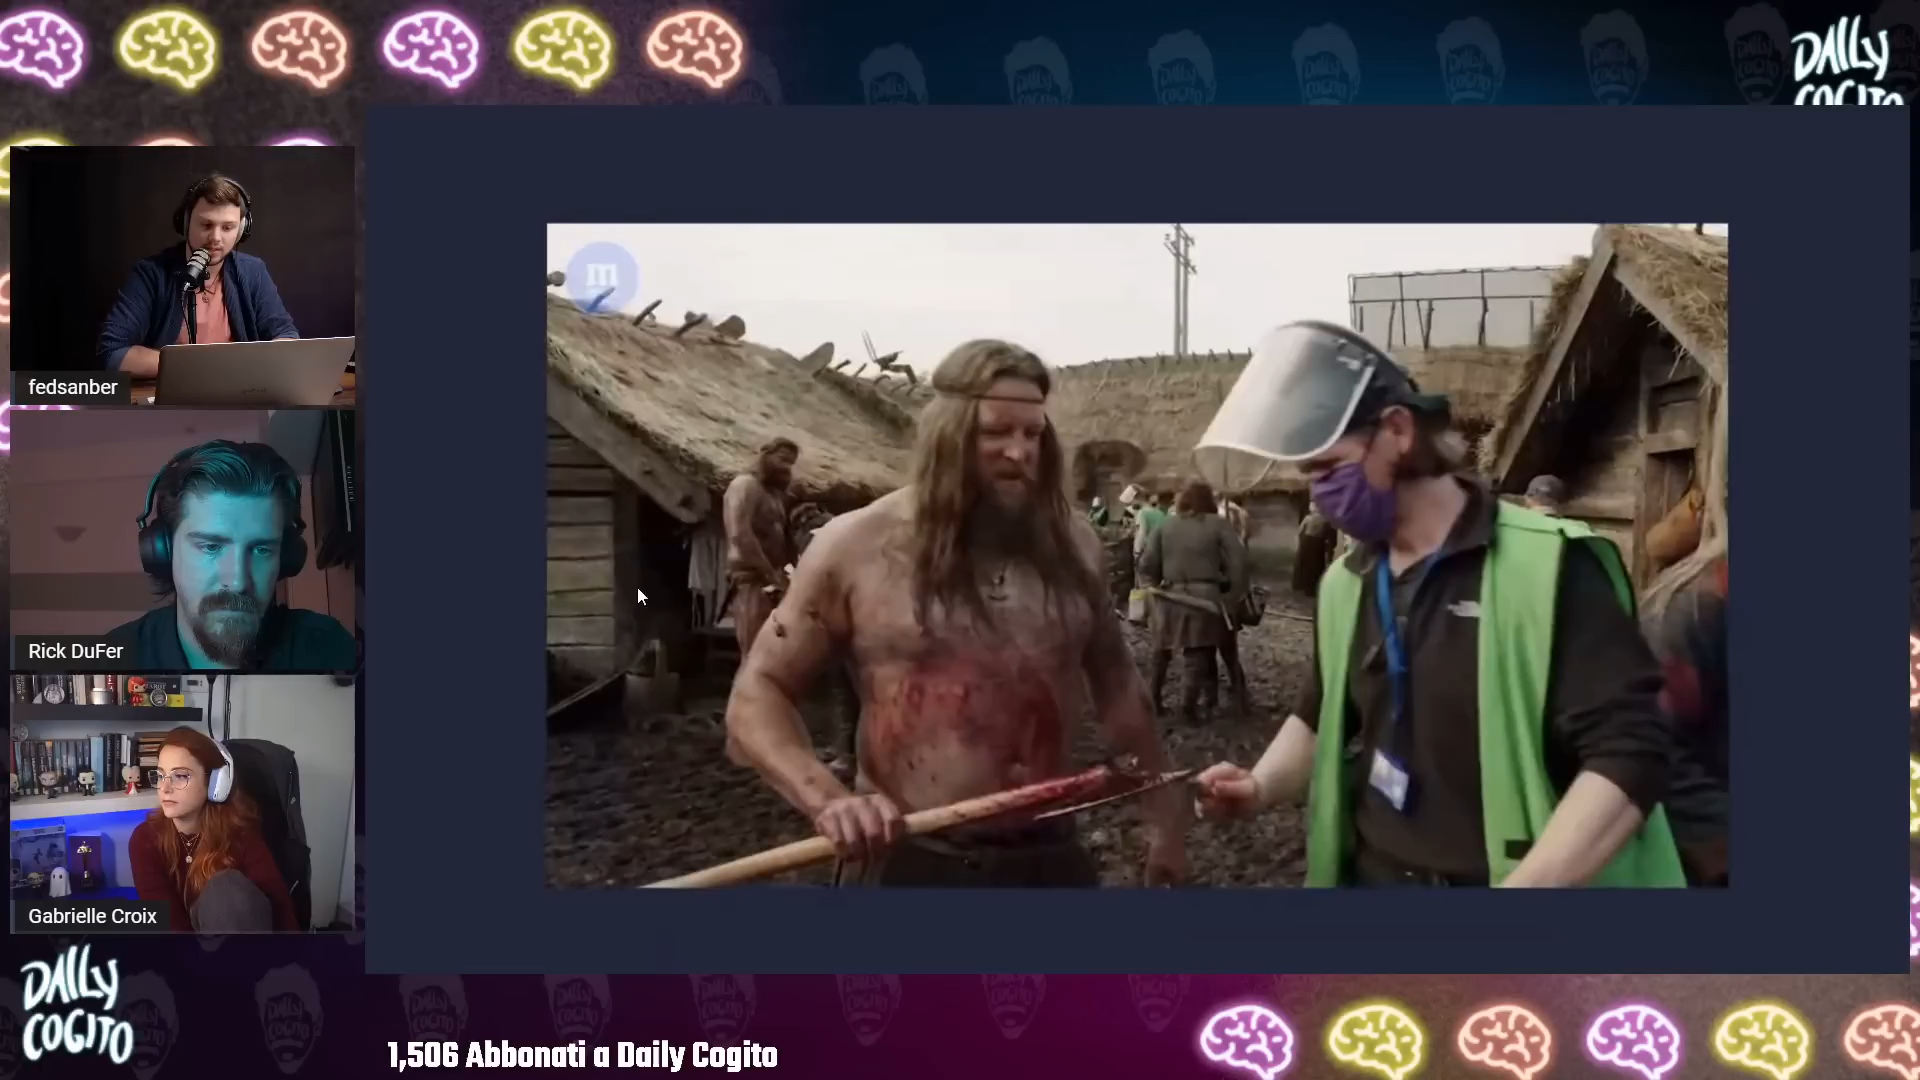 DAILY
COGITO
fedsanber
m
Rick DuFer
Gabrielle Croix
DAILY
COGITO
1,506 Abbonati a Daily Cogito